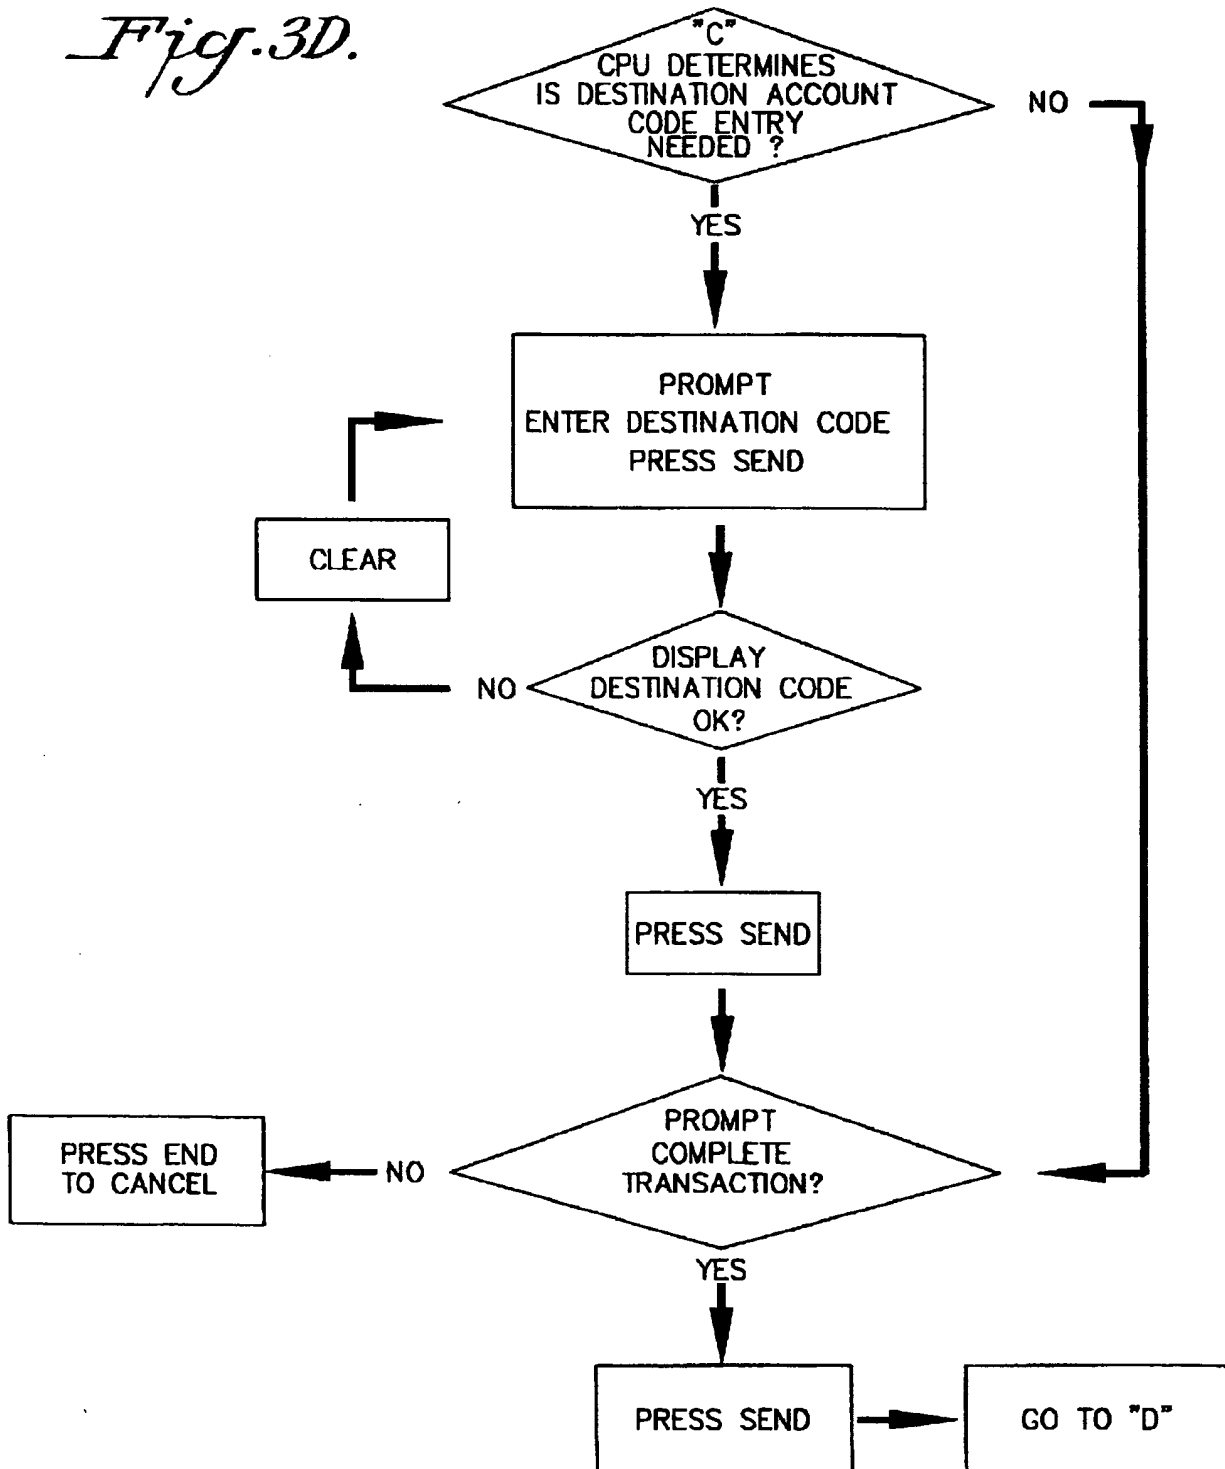 Fig. 3D.
"C"
CPU DETERMINES
IS DESTINATION ACCOUNT
CODE ENTRY
NEEDED ?
NO
YES
PROMPT
ENTER DESTINATION CODE
PRESS SEND
CLEAR
DISPLAY
DESTINATION CODE
OK?
NO
YES
PRESS SEND
PROMPT
COMPLETE
TRANSACTION?
NO
PRESS END
TO CANCEL
YES
PRESS SEND
GO TO "D"